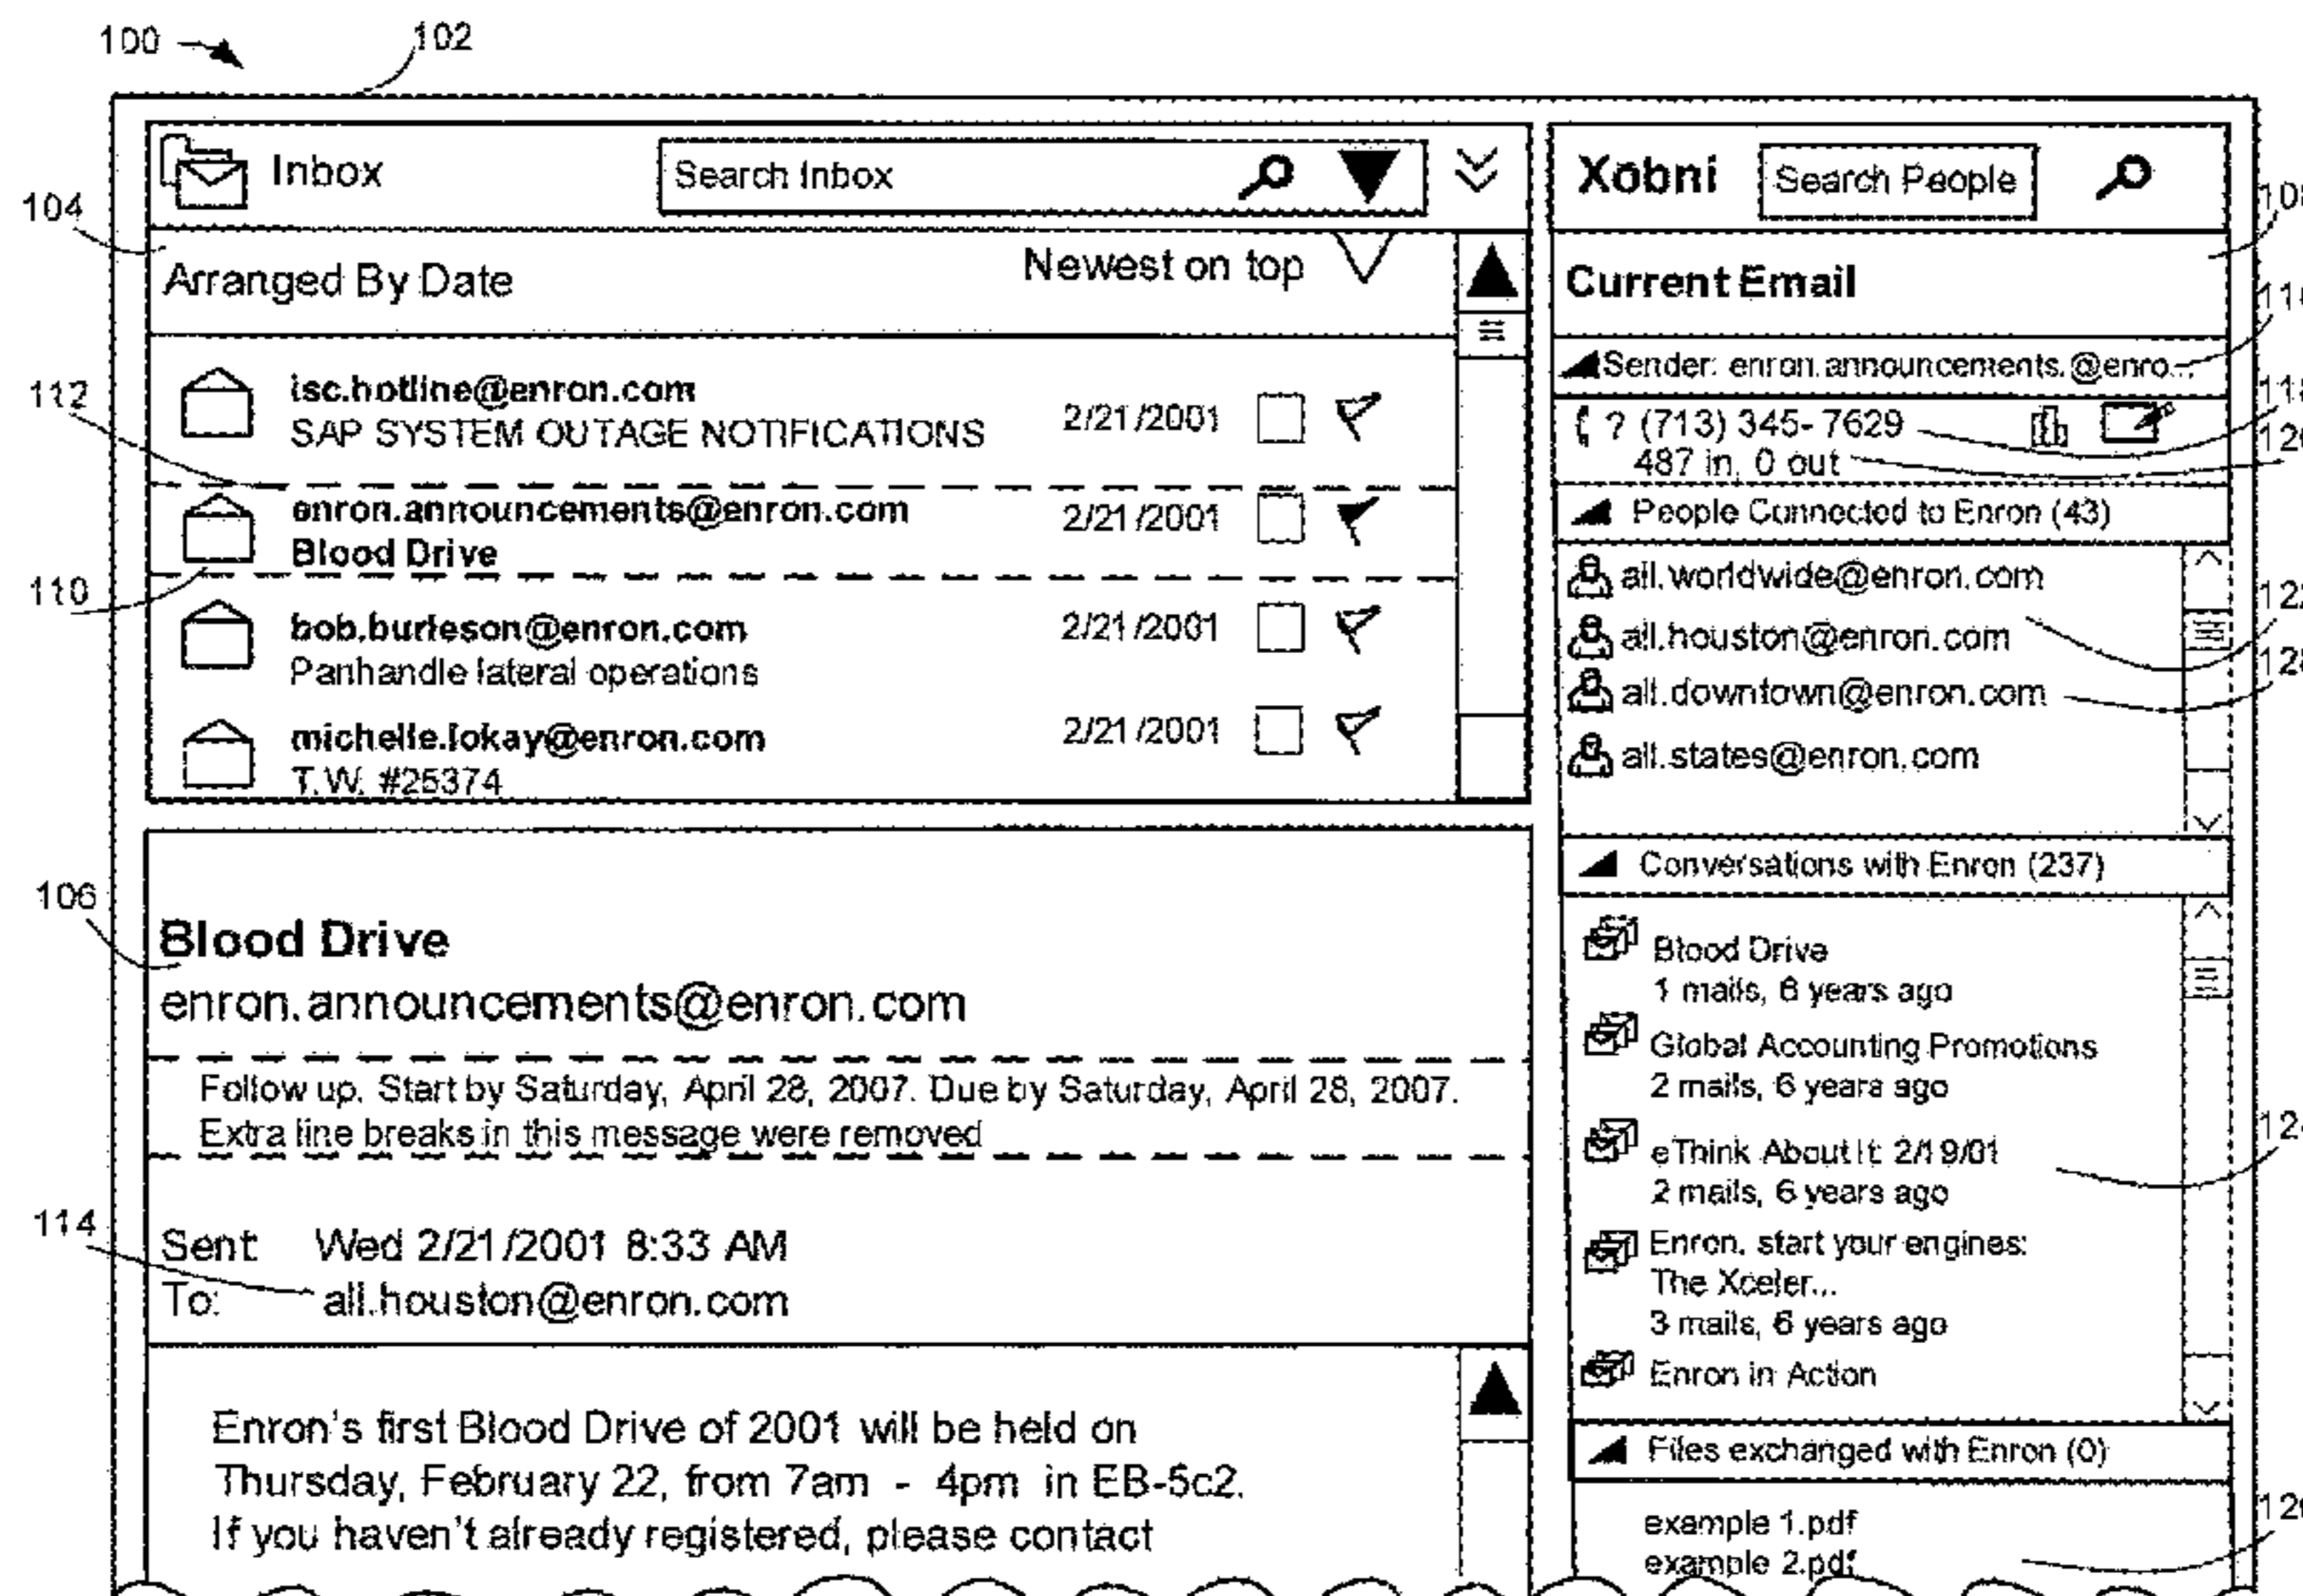 100
102
Inbox
Search Inbox
Xobni
Search People
104
Arranged By Date
Newest on top
Current Email
Sender: enron.announcements.@enro...
112
isc.hotline@enron.com
SAP SYSTEM OUTAGE NOTIFICATIONS
2/21/2001
? (713) 345-7629
487 in, 0 out
enron.announcements@enron.com
Blood Drive
2/21/2001
People Connected to Enron (43)
110
bob.burleson@enron.com
Panhandle lateral operations
2/21/2001
michelle.lokay@enron.com
T.W. #25374
2/21/2001
all.worldwide@enron.com
all.houston@enron.com
all.downtown@enron.com
all.states@enron.com
106
Blood Drive
enron.announcements@enron.com
Follow up. Start by Saturday, April 28, 2007. Due by Saturday, April 28, 2007.
Extra line breaks in this message were removed
114
Sent: Wed 2/21/2001 8:33 AM
To: all.houston@enron.com
Enron's first Blood Drive of 2001 will be held on
Thursday, February 22, from 7am - 4pm in EB-5c2.
If you haven't already registered, please contact
Conversations with Enron (237)
Blood Drive
1 mails, 6 years ago
Global Accounting Promotions
2 mails, 6 years ago
eThink About It: 2/19/01
2 mails, 6 years ago
Enron, start your engines:
The Xceler...
3 mails, 6 years ago
Enron in Action
Files exchanged with Enron (0)
example 1.pdf
example 2.pdf